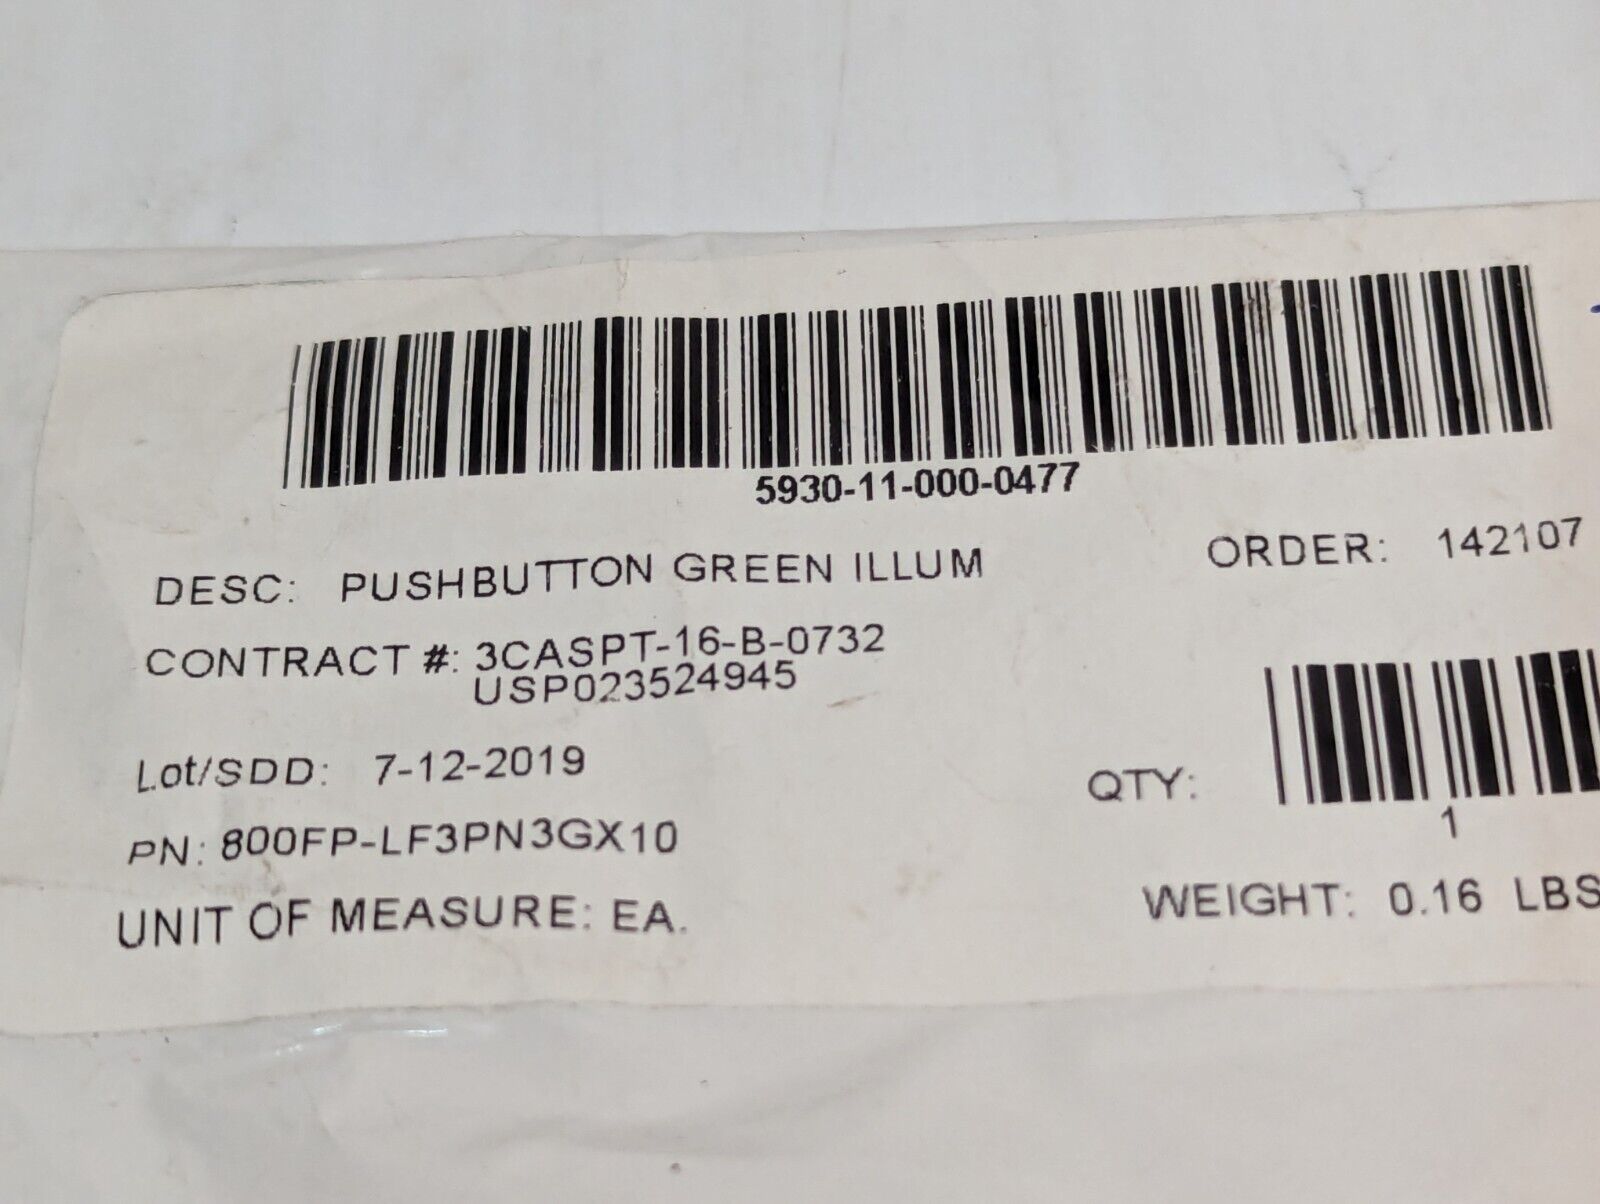 5930-11-000-0477
DESC: PUSHBUTTON GREEN ILLUM
ORDER: 142107
CONTRACT #: 3CASPT-16-B-0732
USP023524945
Lot/SDD: 7-12-2019
QTY:
1
PN: 800FP-LF3PN3GX10
UNIT OF MEASURE: EA.
WEIGHT: 0.16 LBS